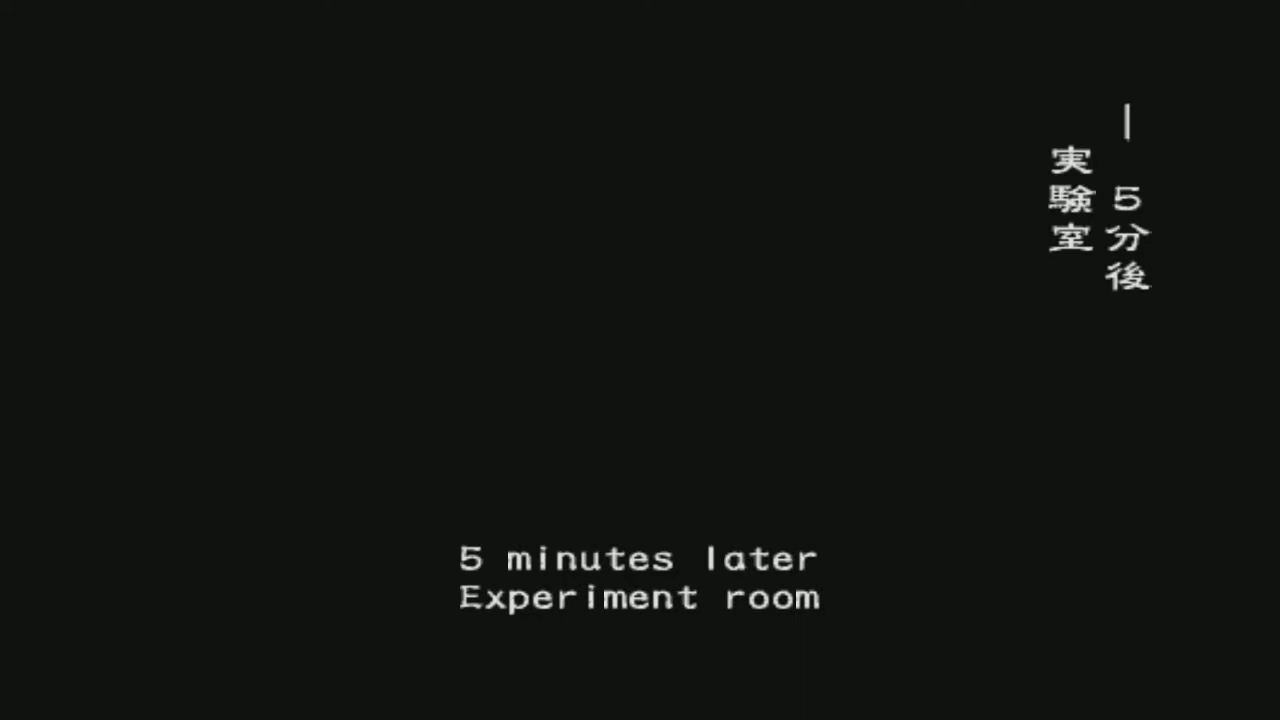 ｜ 5分後
実験室
5 minutes later
Experiment room